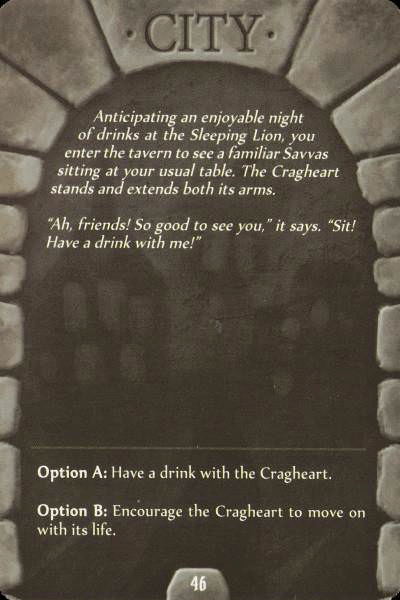 · CITY ·
Anticipating an enjoyable night
of drinks at the Sleeping Lion, you
enter the tavern to see a familiar Savvas
sitting at your usual table. The Cragheart
stands and extends both its arms.
“Ah, friends! So good to see you,” it says. “Sit!
Have a drink with me!”
Option A: Have a drink with the Cragheart.
Option B: Encourage the Cragheart to move on
with its life.
46